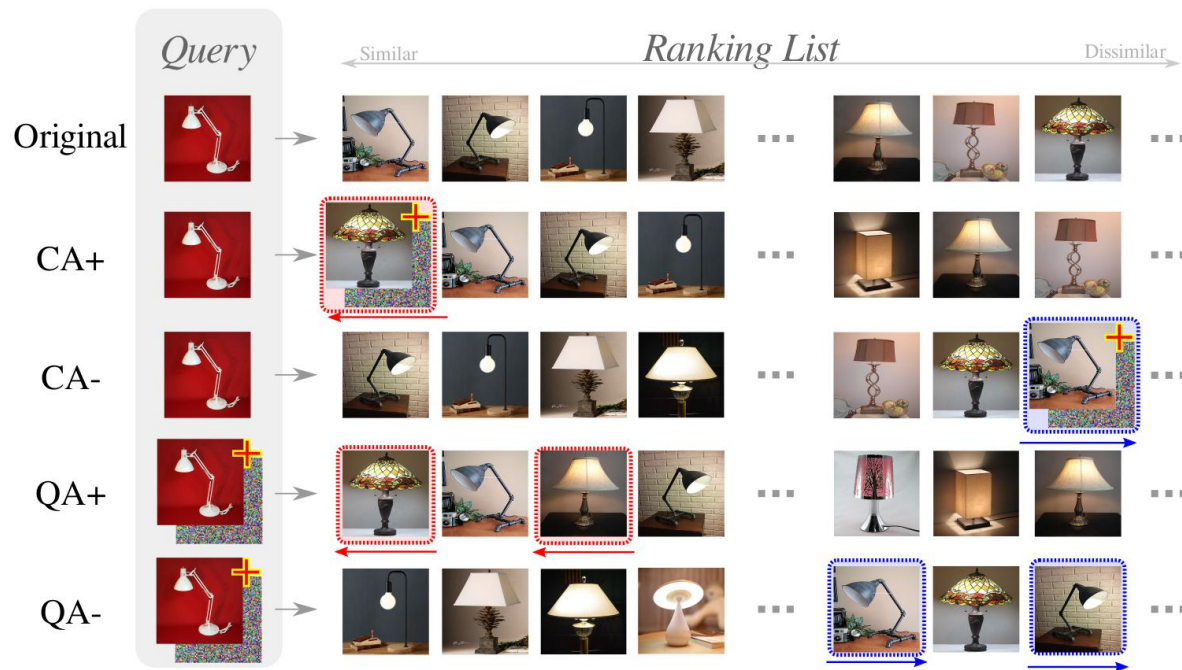 Query
Similar
Ranking List
Dissimilar
Original
CA+
CA-
QA+
QA-